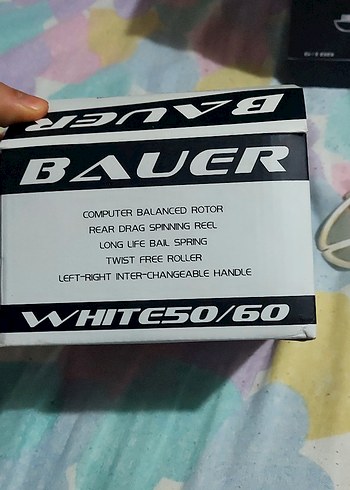 BAUER
BAUER
COMPUTER BALANCED ROTOR
REAR DRAG SPINNING REEL
LONG LIFE BAIL SPRING
TWIST FREE ROLLER
LEFT-RIGHT INTER-CHANGEABLE HANDLE
WHITE50/60